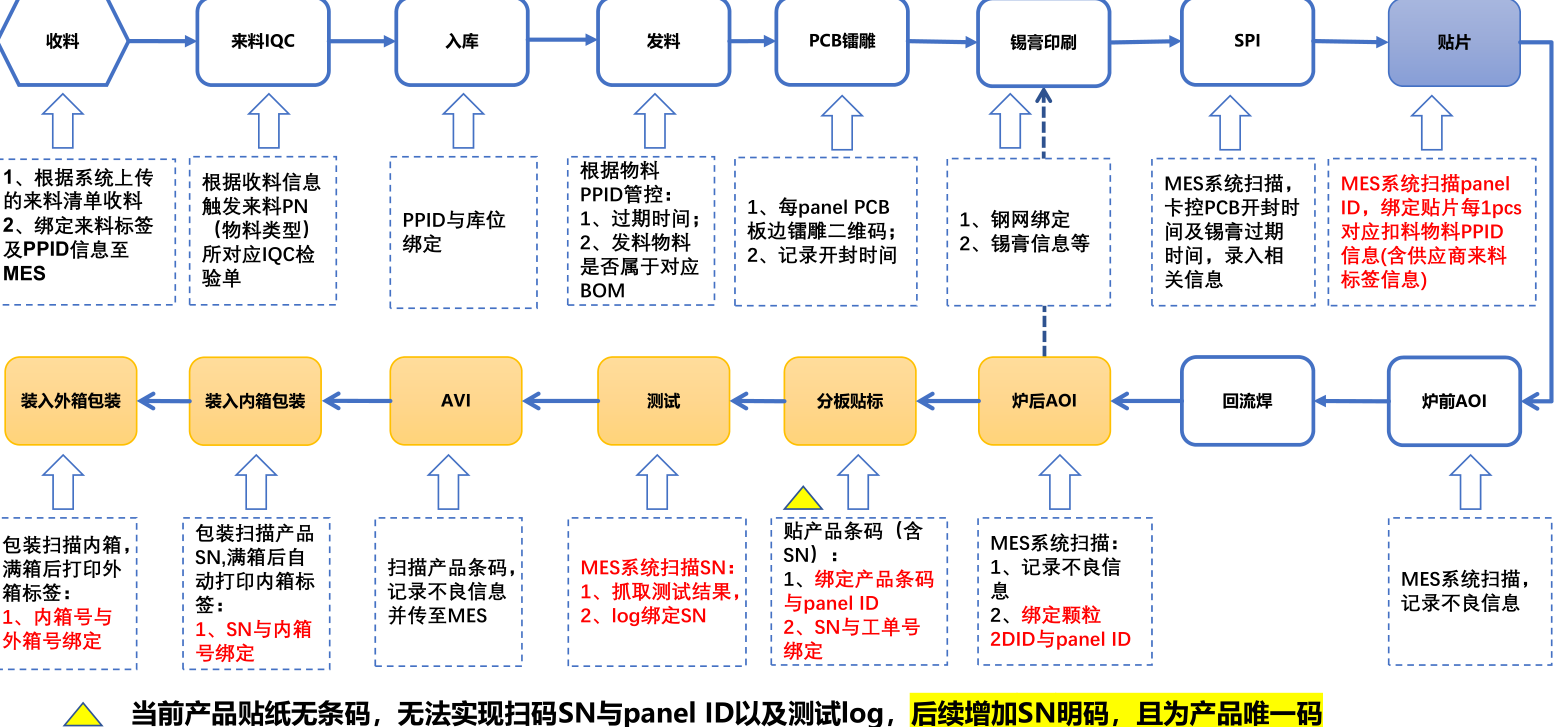 收料
来料IQC
入库
发料
PCB镭雕
锡膏印刷
SPI
贴片
1、根据系统上传
的来料清单收料
2、绑定来料标签
及PPID信息至
MES
根据收料信息
触发来料PN
（物料类型）
所对应IQC检
验单
PPID与库位
绑定
根据物料
PPID管控：
1、过期时间；
2、发料物料
是否属于对应
BOM
1、每panel PCB
板边镭雕二维码；
2、记录开封时间
1、钢网绑定
2、锡膏信息等
MES系统扫描，
卡控PCB开封时
间及锡膏过期
时间，录入相
关信息
MES系统扫描panel
ID，绑定贴片每1pcs
对应扣料物料PPID
信息(含供应商来料
标签信息)
装入外箱包装
装入内箱包装
AVI
测试
分板贴标
炉后AOI
回流焊
炉前AOI
包装扫描内箱，
满箱后打印外
箱标签：
1、内箱号与
外箱号绑定
包装扫描产品
SN,满箱后自
动打印内箱标
签：
1、SN与内箱
号绑定
扫描产品条码，
记录不良信息
并传至MES
MES系统扫描SN：
1、抓取测试结果，
2、log绑定SN
贴产品条码（含
SN）：
1、绑定产品条码
与panel ID
2、SN与工单号
绑定
MES系统扫描：
1、记录不良信
息
2、绑定颗粒
2DID与panel ID
MES系统扫描，
记录不良信息
当前产品贴纸无条码，无法实现扫码SN与panel ID以及测试log，后续增加SN明码，且为产品唯一码